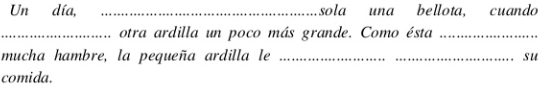 Un día, ......................................................sola una bellota, cuando
........................... otra ardilla un poco más grande. Como ésta ........................
mucha hambre, la pequeña ardilla le .......................... ............................. su
comida.